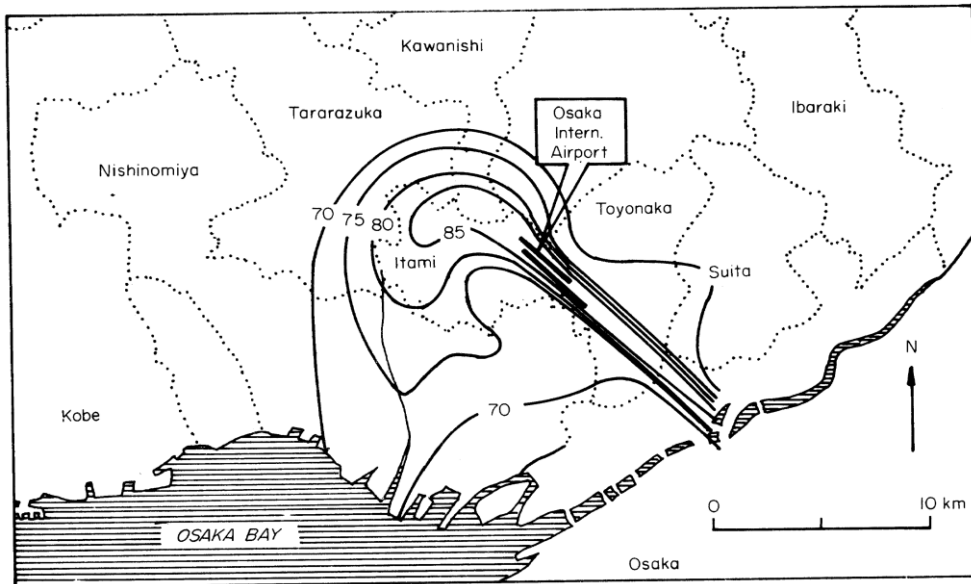 Kawanishi
Ibaraki
Tararazuka
Osaka
Intern.
Airport
Nishinomiya
70
75
80
Toyonaka
85
Itami
Suita
N
Kobe
70
0
10 km
OSAKA BAY
Osaka